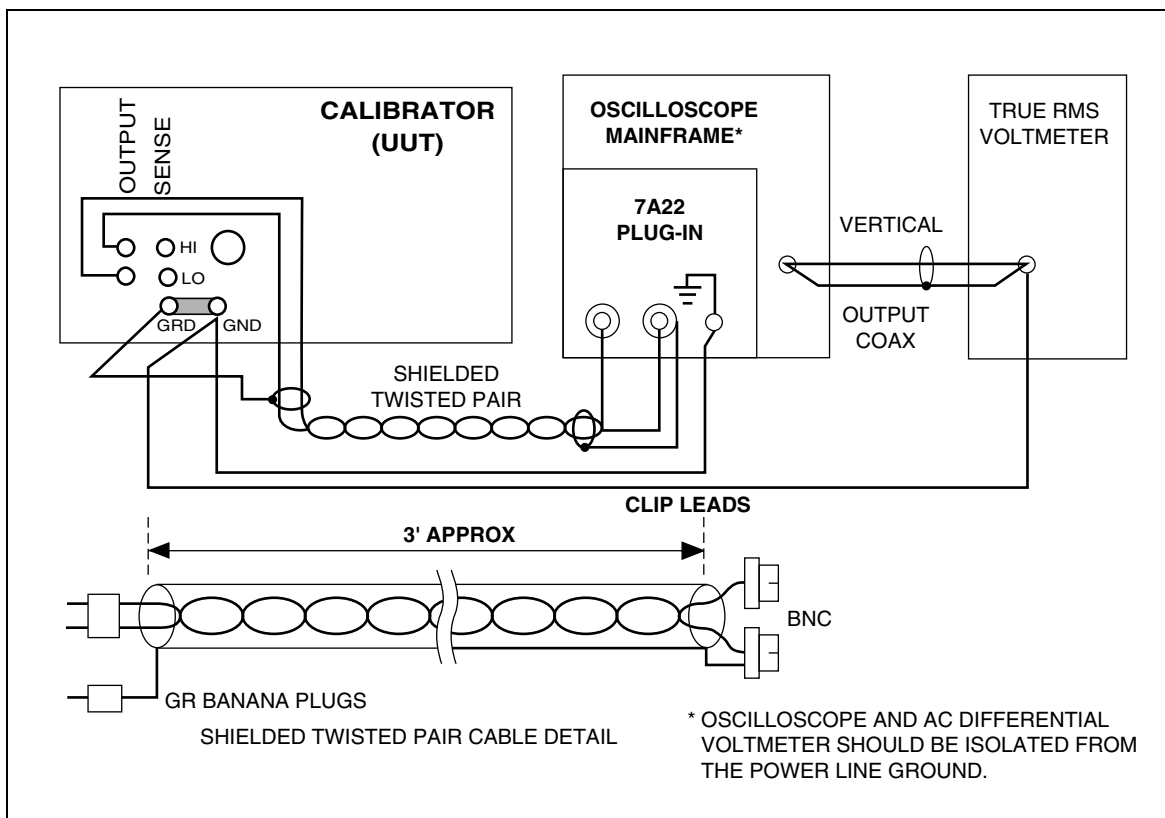 CALIBRATOR
(UUT)
OUTPUT
SENSE
HI
LO
GRD
GND
OSCILLOSCOPE
MAINFRAME*
7A22
PLUG-IN
TRUE RMS
VOLTMETER
VERTICAL
OUTPUT
COAX
SHIELDED
TWISTED PAIR
CLIP LEADS
3' APPROX
BNC
GR BANANA PLUGS
SHIELDED TWISTED PAIR CABLE DETAIL
* OSCILLOSCOPE AND AC DIFFERENTIAL
VOLTMETER SHOULD BE ISOLATED FROM
THE POWER LINE GROUND.